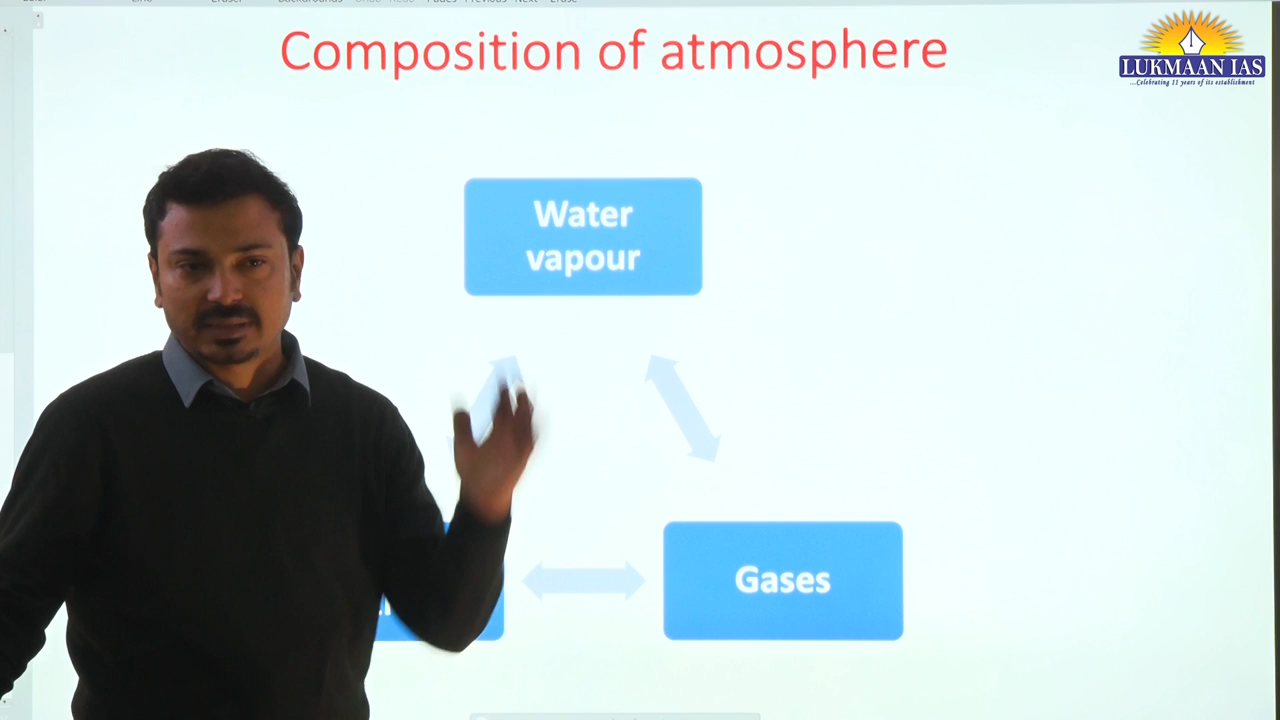 Composition of atmosphere
LUKMAAN IAS
...Celebrating 11 years of its establishment
Water
vapour
Gases